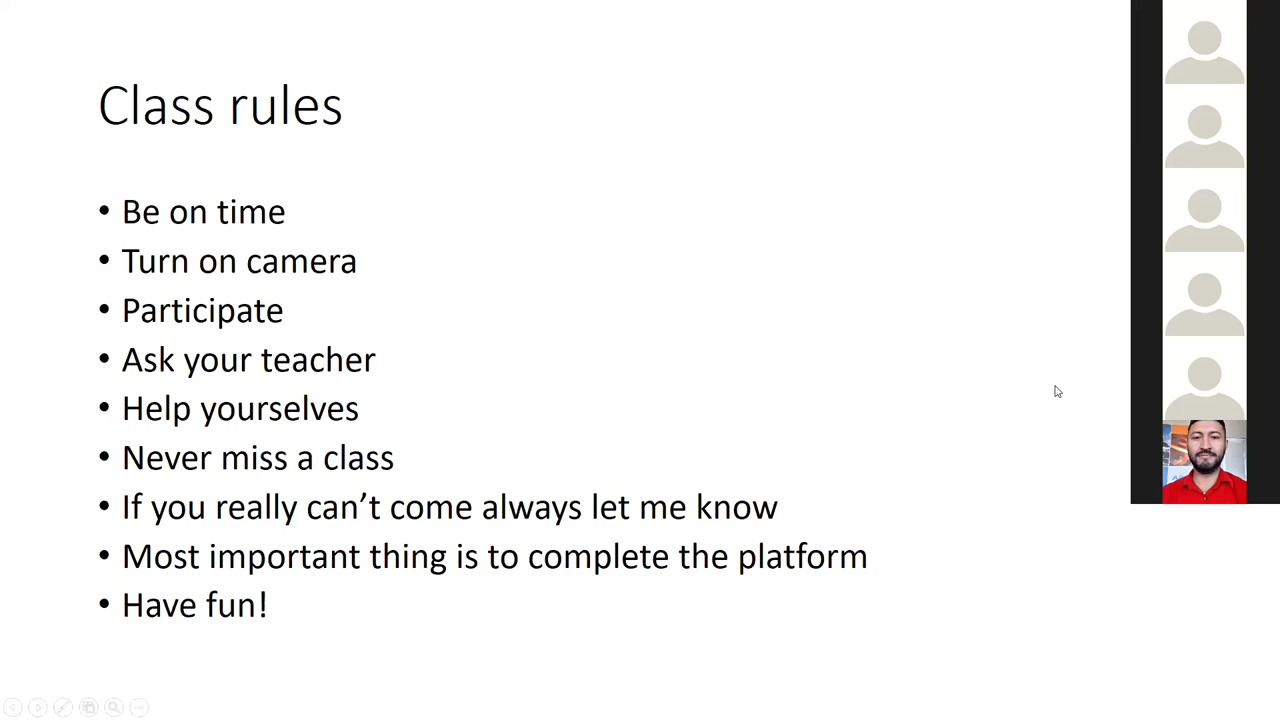 Class rules
• Be on time
• Turn on camera
• Participate
• Ask your teacher
• Help yourselves
• Never miss a class
• If you really can’t come always let me know
• Most important thing is to complete the platform
• Have fun!